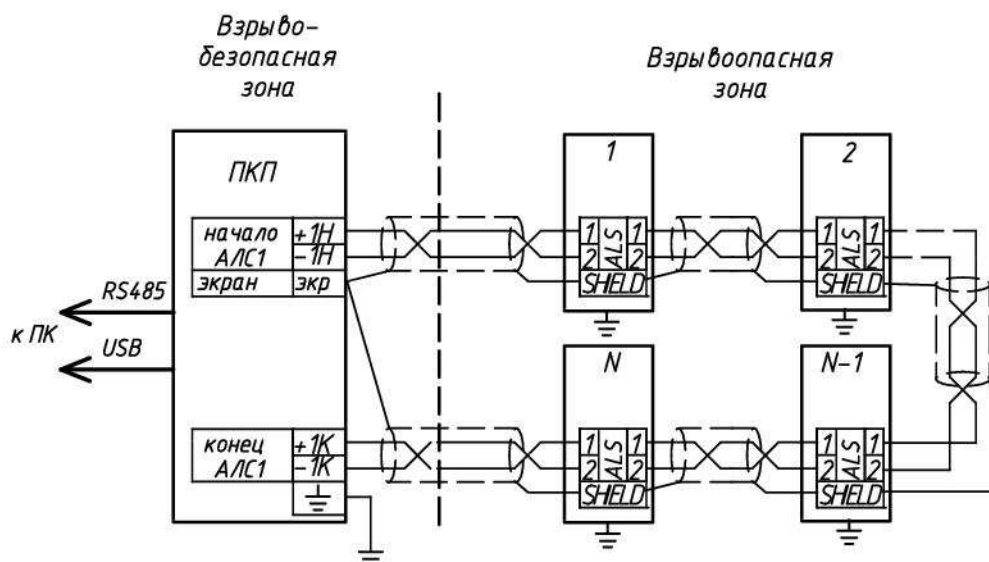 Взрыво-
безопасная
зона
Взрывоопасная
зона
ПКП
начало
АЛС1
+1Н
-1Н
экран
экр
RS485
к ПК
USB
конец
АЛС1
+1К
-1К
1
1
2
ALS
1
2
SHELD
2
1
2
ALS
1
2
SHELD
N
1
2
ALS
1
2
SHELD
N-1
1
2
ALS
1
2
SHELD